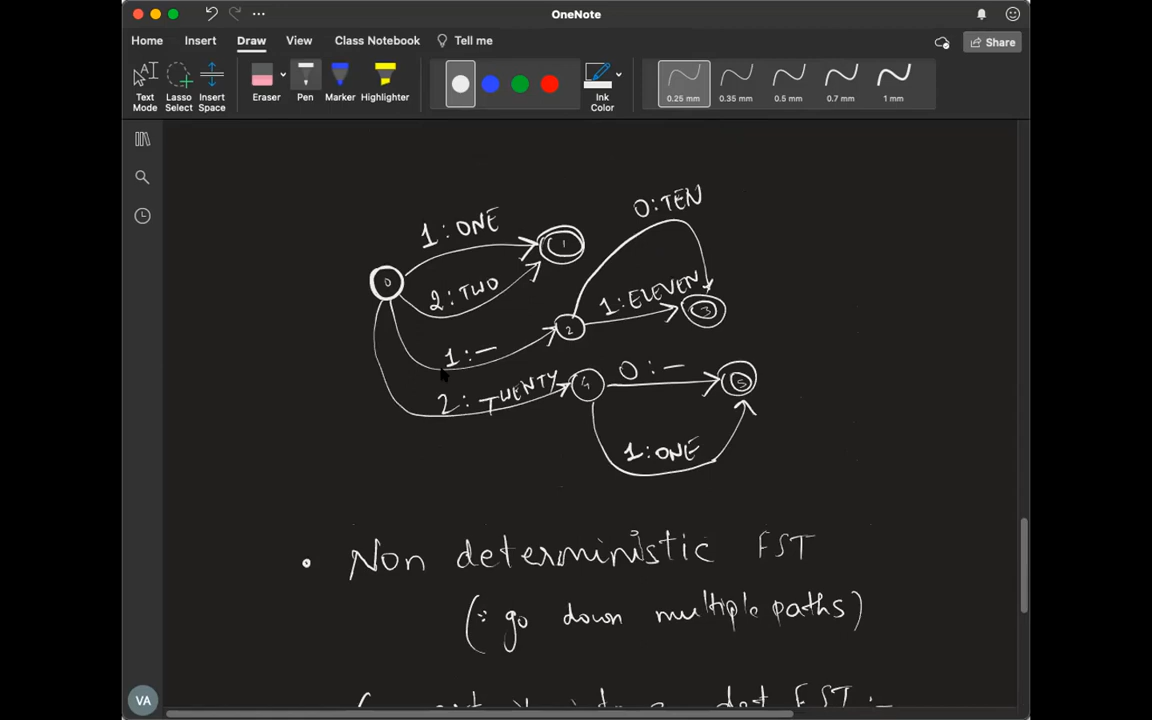 OneNote
Home Insert Draw View Class Notebook Tell me
Share
Text Mode
Lasso Select
Insert Space
Eraser
Pen
Marker
Highlighter
Ink Color
0.25 mm
0.35 mm
0.5 mm
0.7 mm
1 mm
0:TEN
1:ONE
1
0
2:TWO
1:ELEVEN
3
2
1:—
0:—
5
4
2: TWENTY
1:ONE
• Non deterministic FST
(∵ go down multiple paths)
VA